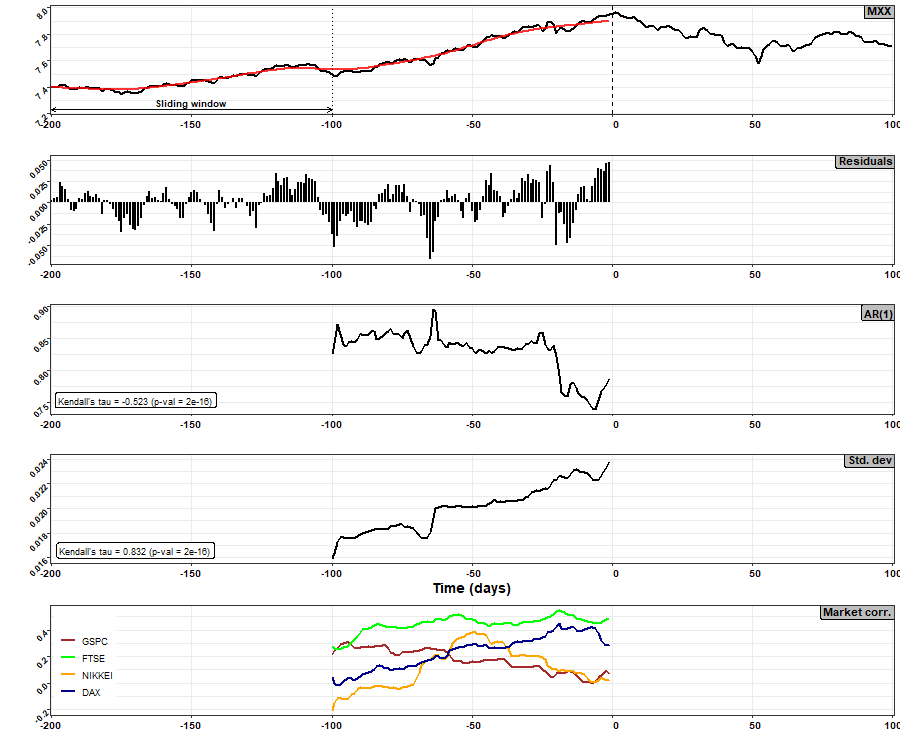 MXX
8.0
7.8
7.6
7.4
7.2
Sliding window
-200 -150 -100 -50 0 50 100
Residuals
0.050
0.025
0.000
-0.025
-0.050
-200 -150 -100 -50 0 50 100
AR(1)
0.90
0.85
0.80
0.75
Kendall's tau = -0.523 (p-val = 2e-16)
-200 -150 -100 -50 0 50 100
Std. dev
0.024
0.022
0.020
0.018
0.016
Kendall's tau = 0.832 (p-val = 2e-16)
-200 -150 -100 -50 0 50 100
Time (days)
Market corr.
0.4
0.2
0.0
-0.2
GSPC
FTSE
NIKKEI
DAX
-200 -150 -100 -50 0 50 100